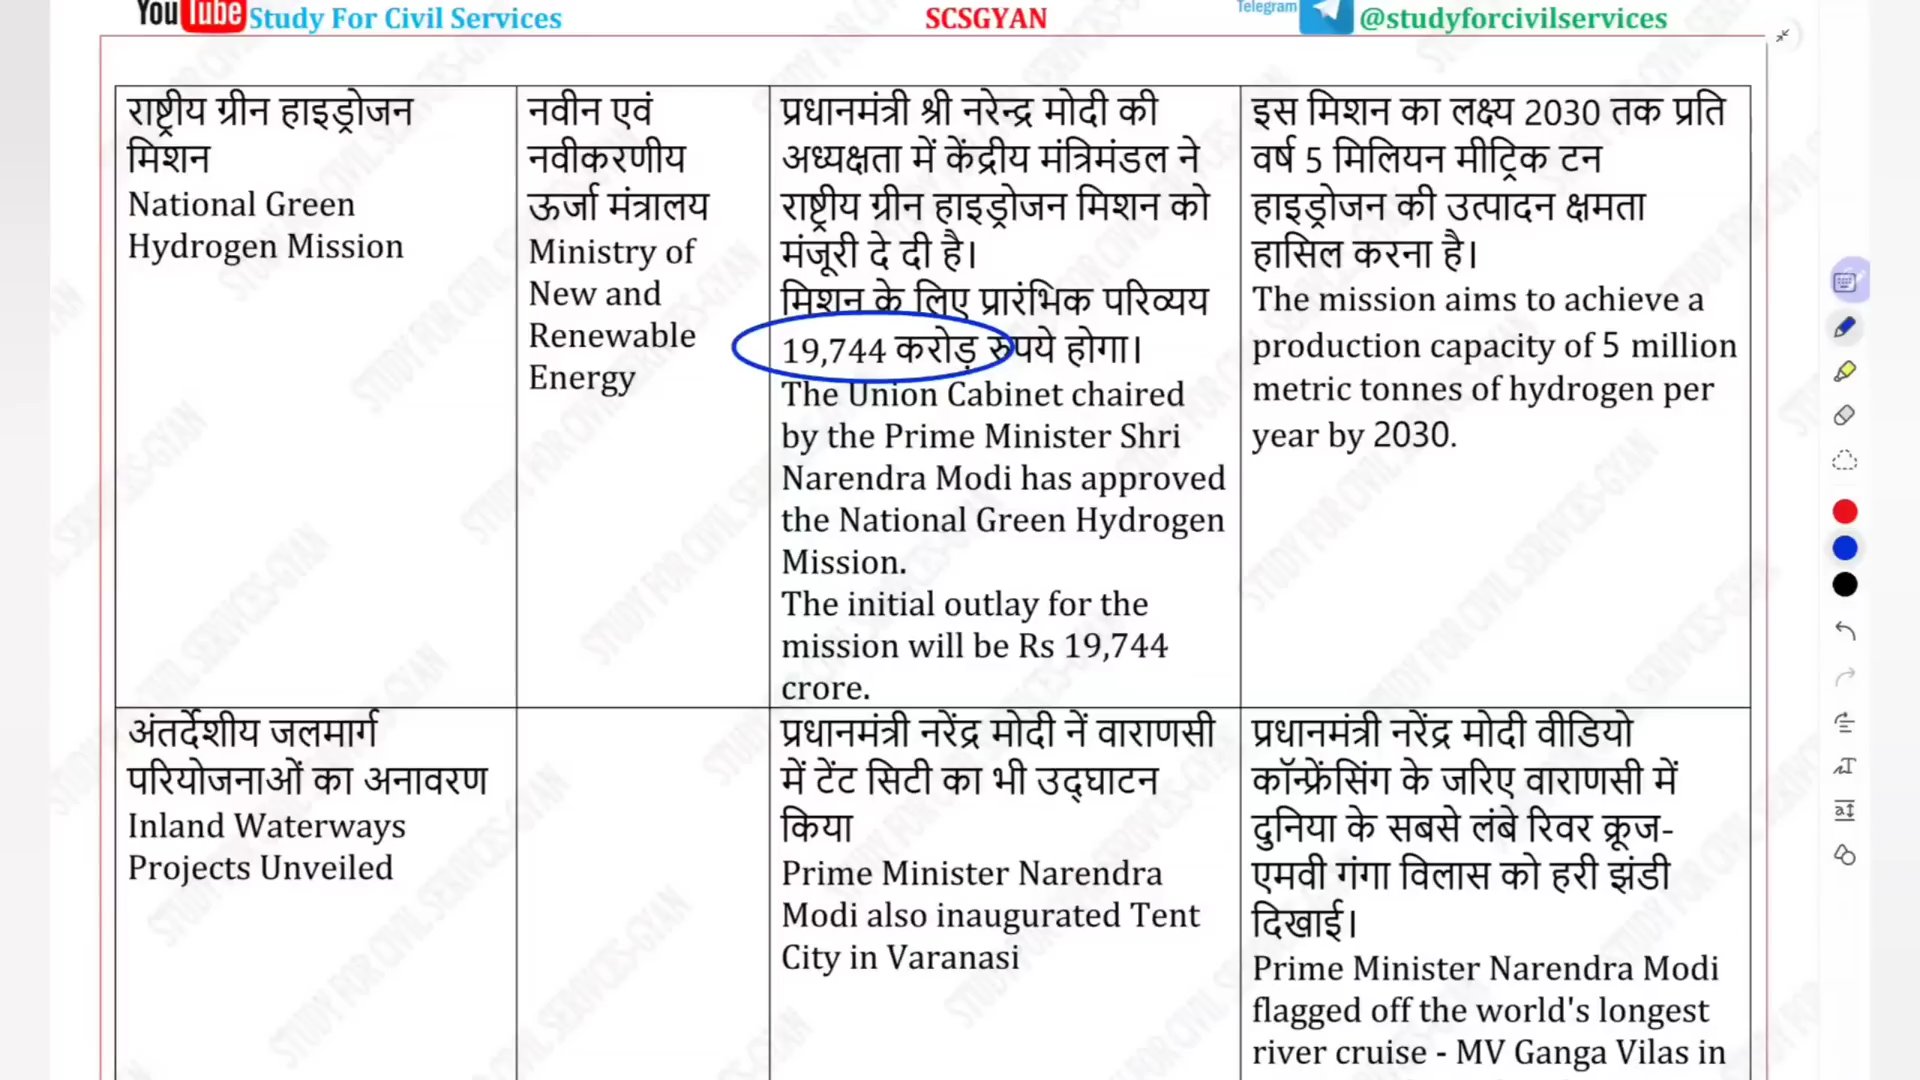 YouTube Study For Civil Services
SCSGYAN
Telegram @studyforcivilservices
राष्ट्रीय ग्रीन हाइड्रोजन
मिशन
National Green
Hydrogen Mission
नवीन एवं
नवीकरणीय
ऊर्जा मंत्रालय
Ministry of
New and
Renewable
Energy
प्रधानमंत्री श्री नरेन्द्र मोदी की
अध्यक्षता में केंद्रीय मंत्रिमंडल ने
राष्ट्रीय ग्रीन हाइड्रोजन मिशन को
मंजूरी दे दी है।
मिशन के लिए प्रारंभिक परिव्यय
19,744 करोड़ रुपये होगा।
The Union Cabinet chaired
by the Prime Minister Shri
Narendra Modi has approved
the National Green Hydrogen
Mission.
The initial outlay for the
mission will be Rs 19,744
crore.
इस मिशन का लक्ष्य 2030 तक प्रति
वर्ष 5 मिलियन मीट्रिक टन
हाइड्रोजन की उत्पादन क्षमता
हासिल करना है।
The mission aims to achieve a
production capacity of 5 million
metric tonnes of hydrogen per
year by 2030.
अंतर्देशीय जलमार्ग
परियोजनाओं का अनावरण
Inland Waterways
Projects Unveiled
प्रधानमंत्री नरेंद्र मोदी नें वाराणसी
में टेंट सिटी का भी उद्घाटन
किया
Prime Minister Narendra
Modi also inaugurated Tent
City in Varanasi
प्रधानमंत्री नरेंद्र मोदी वीडियो
कॉन्फ्रेंसिंग के जरिए वाराणसी में
दुनिया के सबसे लंबे रिवर क्रूज-
एमवी गंगा विलास को हरी झंडी
दिखाई।
Prime Minister Narendra Modi
flagged off the world's longest
river cruise - MV Ganga Vilas in